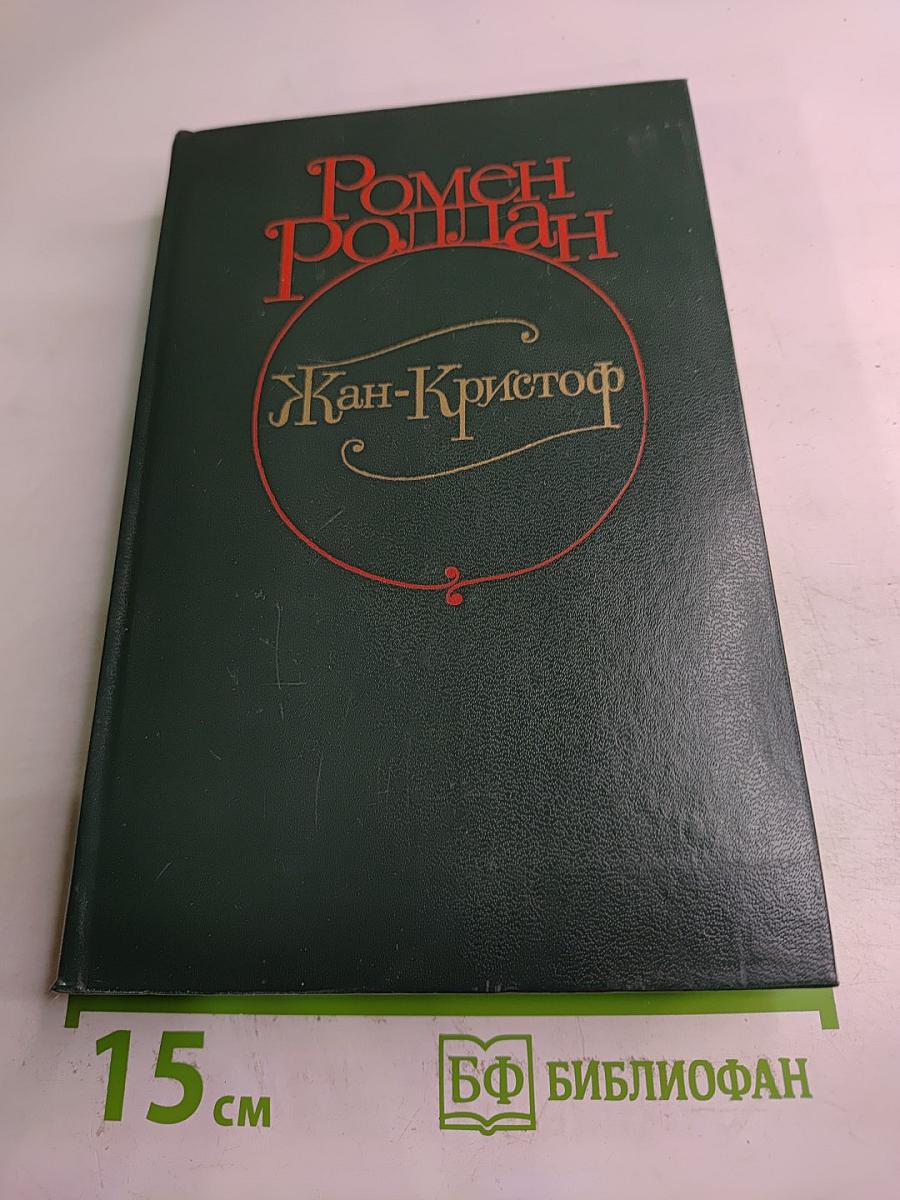 Ромен
Роллан
Жан-Кристоф
15 см
БФ БИБЛИОФАН